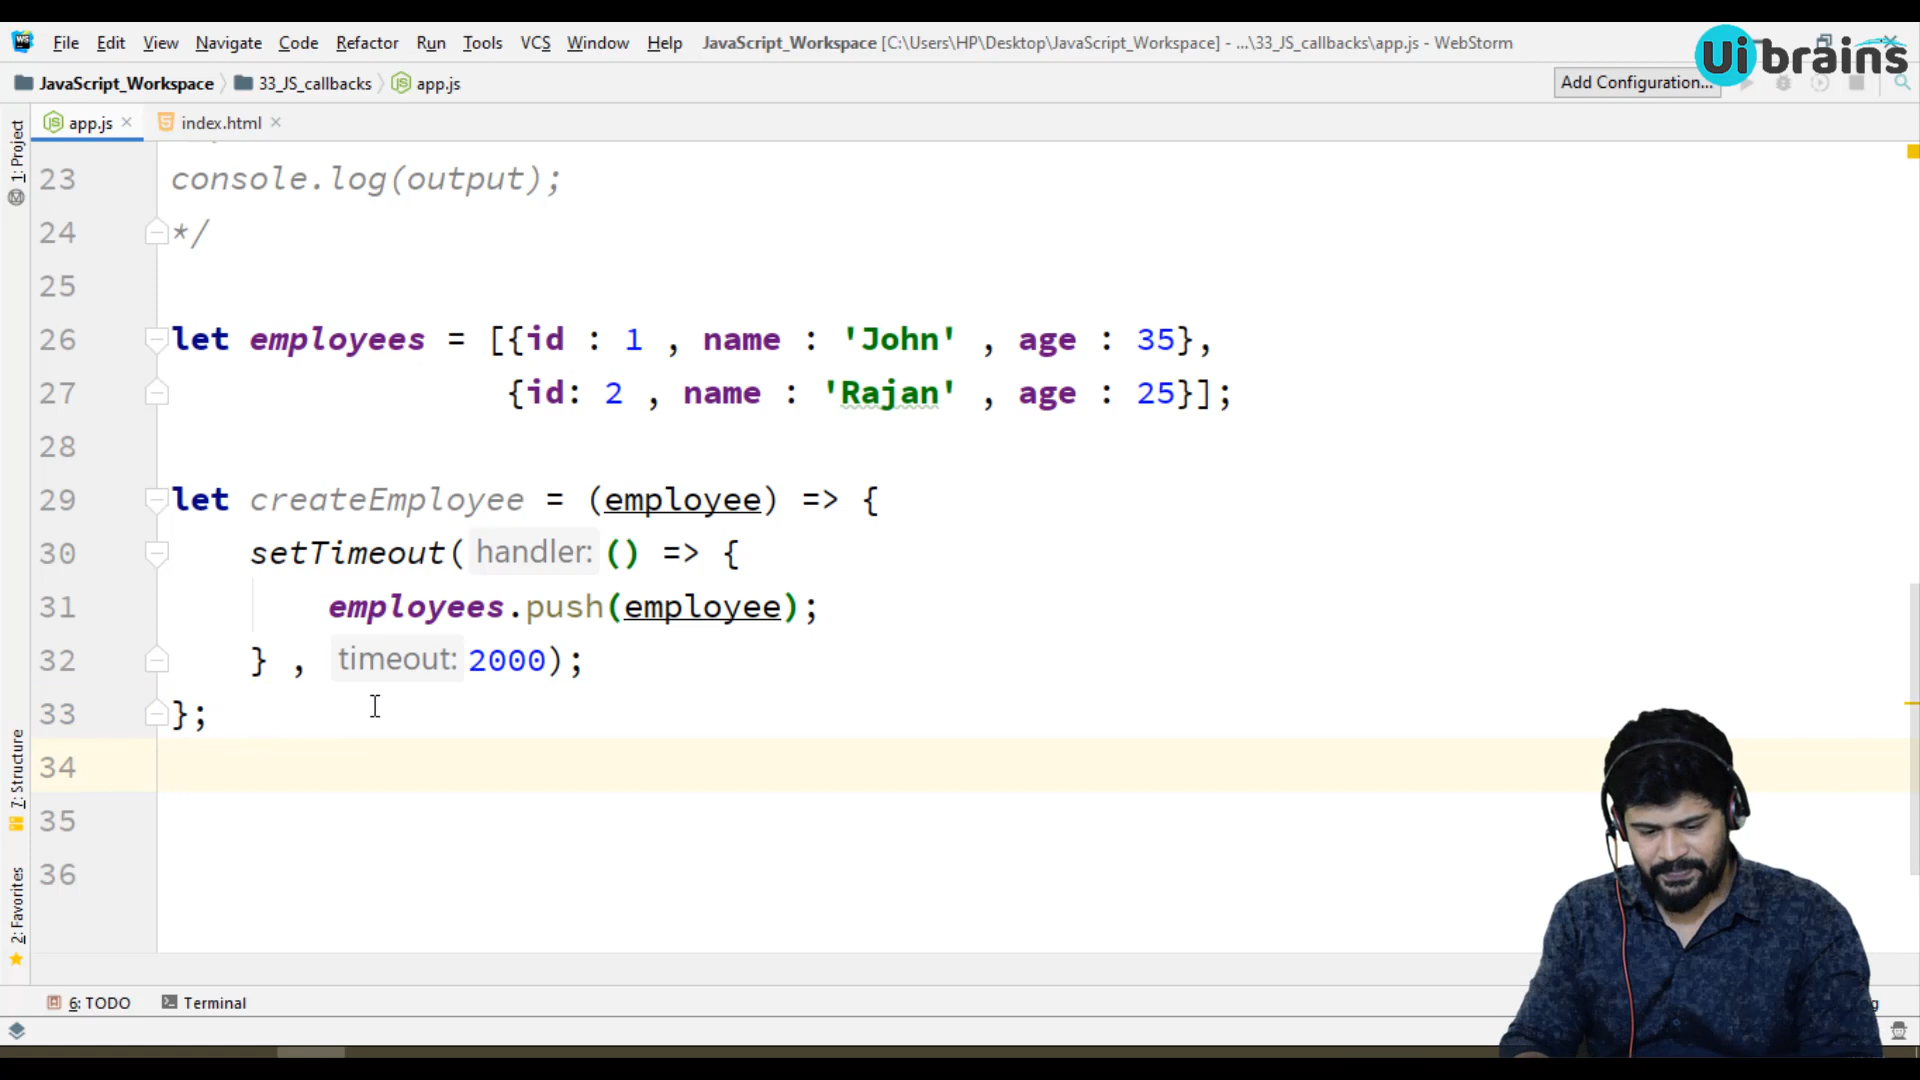 WS File Edit View Navigate Code Refactor Run Tools VCS Window Help JavaScript_Workspace [C:\Users\HP\Desktop\JavaScript_Workspace] - ...\33_JS_callbacks\app.js - WebStorm
Ui brains
JavaScript_Workspace 33_JS_callbacks app.js Add Configuration...
app.js index.html
1: Project
7: Structure
2: Favorites
23 console.log(output);
24 */
25
26 let employees = [{id : 1 , name : 'John' , age : 35},
27 {id: 2 , name : 'Rajan' , age : 25}];
28
29 let createEmployee = (employee) => {
30 setTimeout( handler: () => {
31 employees.push(employee);
32 } , timeout: 2000);
33 };
34
35
36
6: TODO Terminal